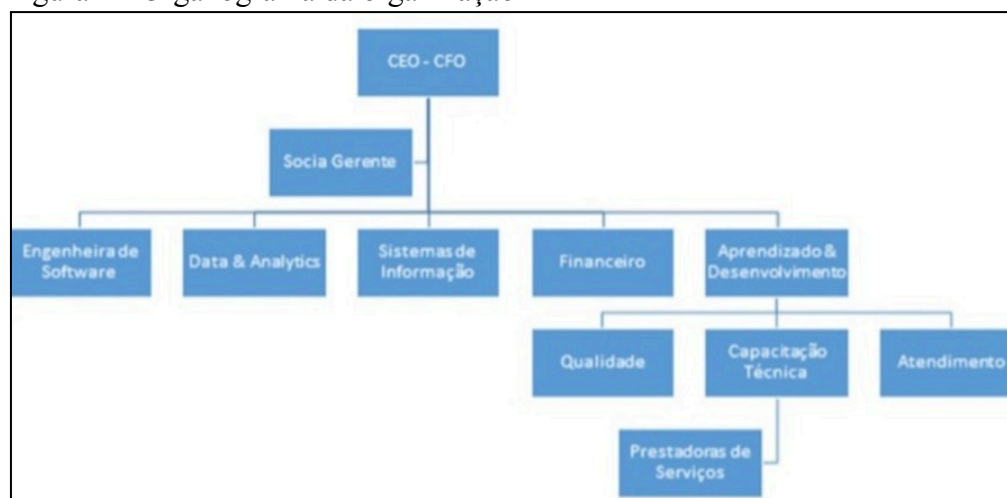 CEO - CFO
Socia Gerente
Engenheira de
Software
Data & Analytics
Sistemas de
Informação
Financeiro
Aprendizado &
Desenvolvimento
Qualidade
Capacitação
Técnica
Atendimento
Prestadoras de
Serviços